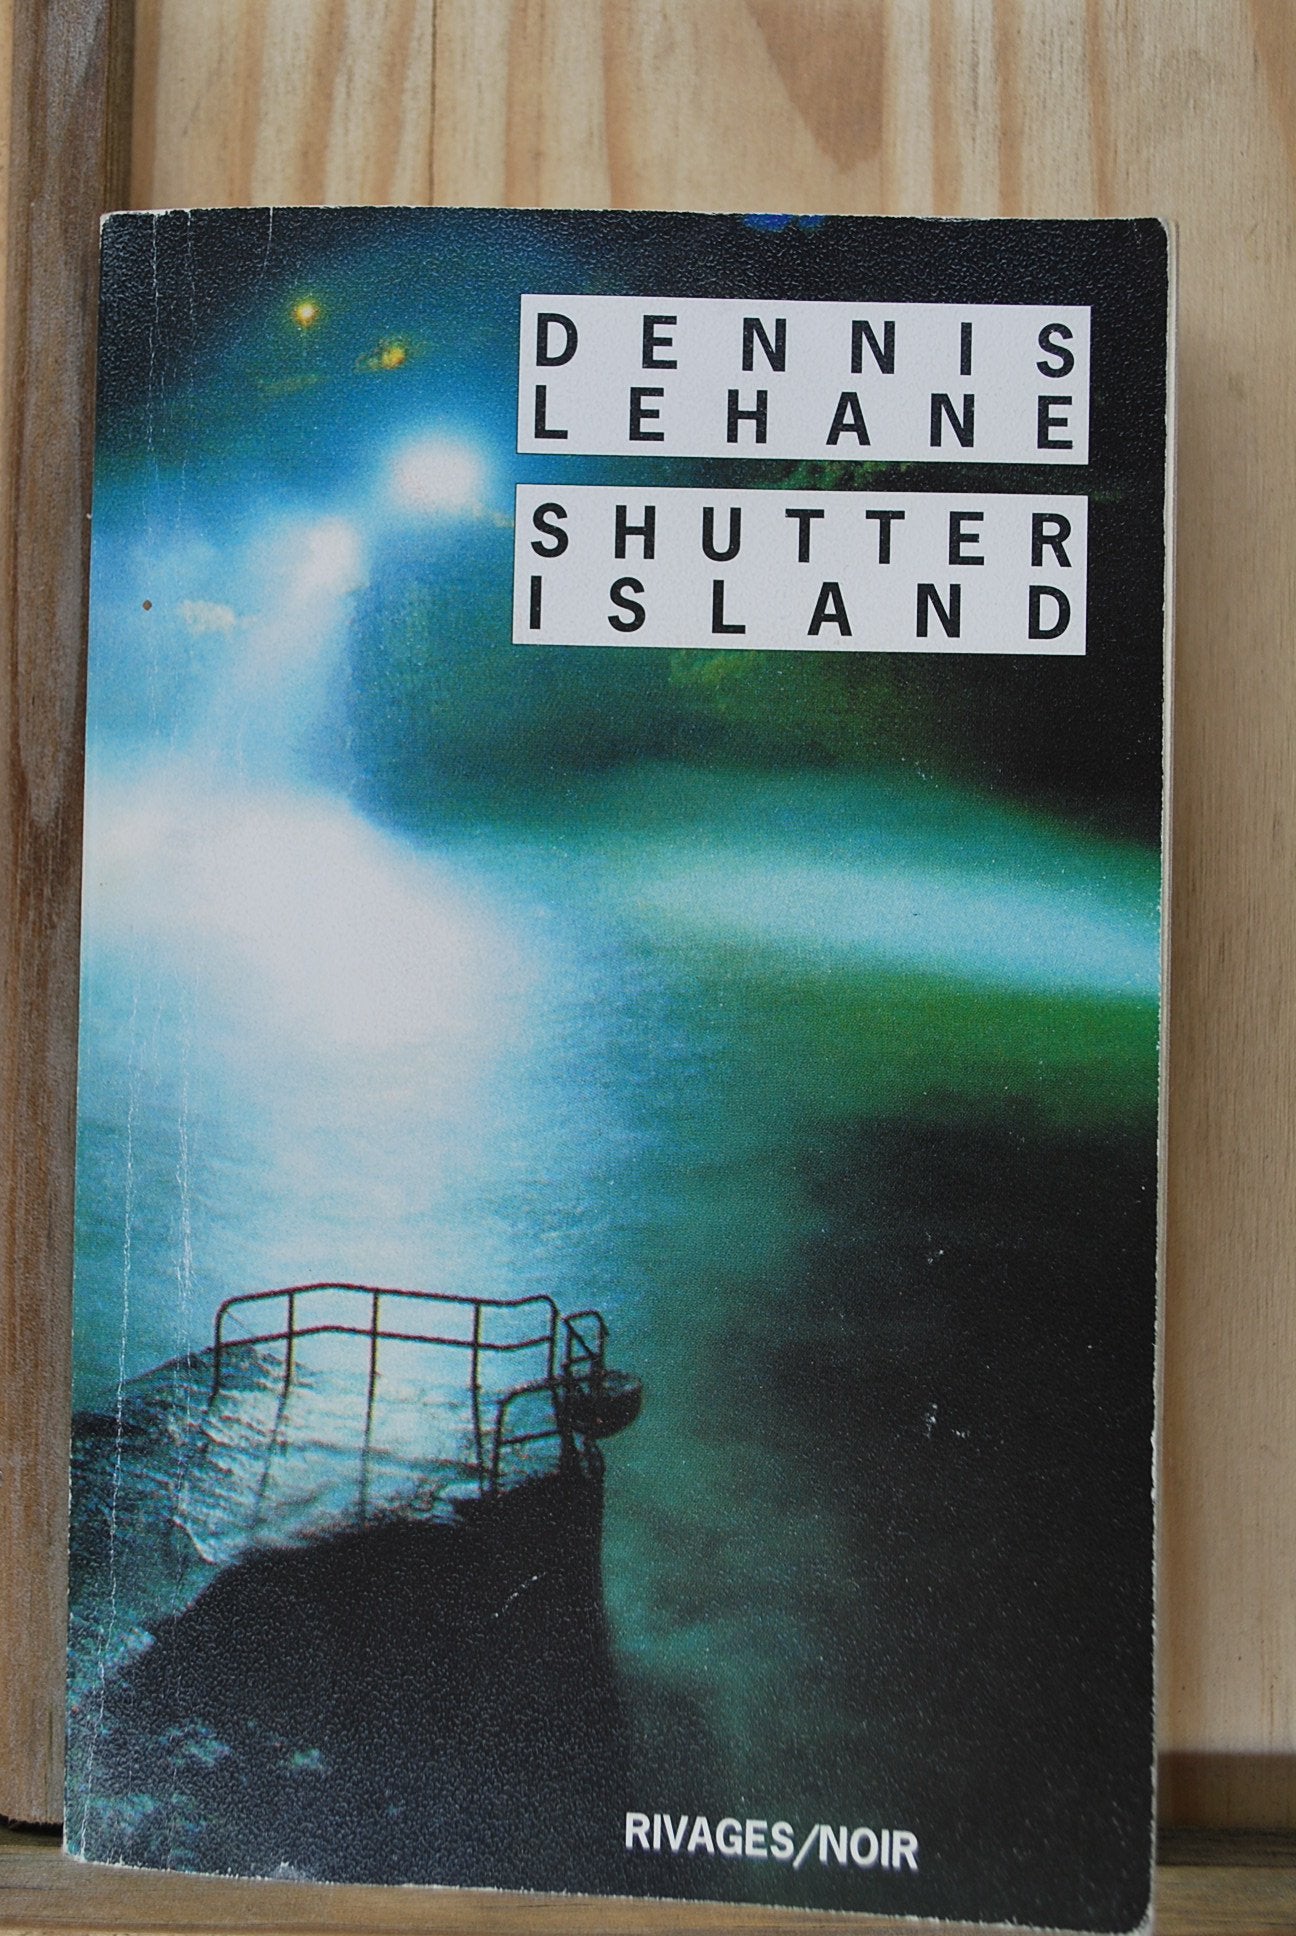 DENNIS
LEHANE
SHUTTER
ISLAND
RIVAGES/NOIR